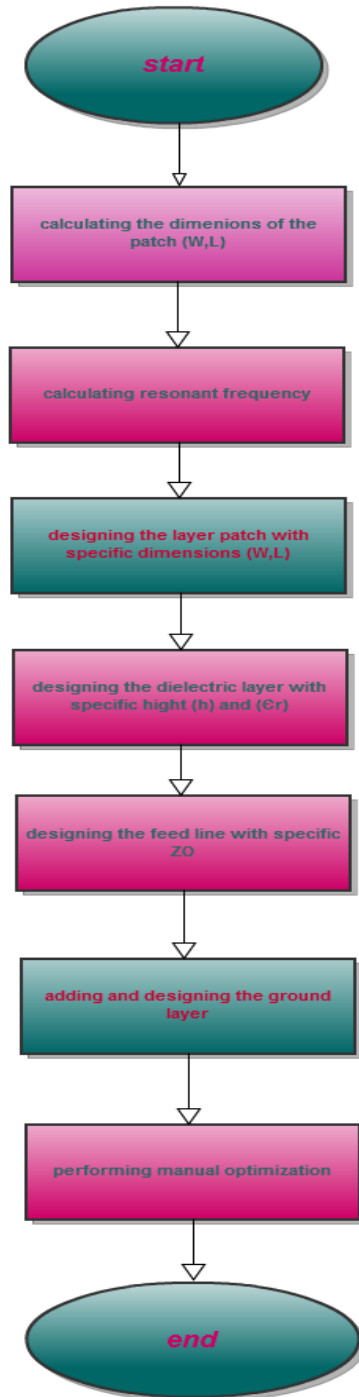 start
calculating the dimenions of the
patch (W,L)
calculating resonant frequency
designing the layer patch with
specific dimensions (W,L)
designing the dielectric layer with
specific hight (h) and (Єr)
designing the feed line with specific
ZO
adding and designing the ground
layer
performing manual optimization
end